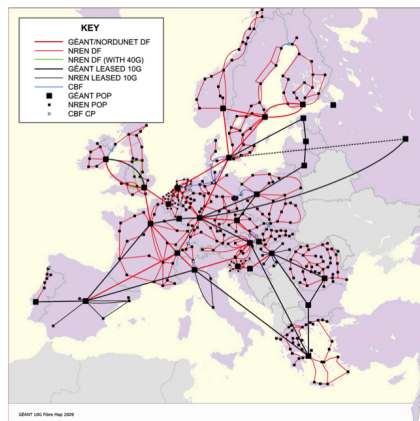 KEY
GÉANT/NORDUNET DF
NREN DF
NREN DF (WITH 40G)
GÉANT LEASED 10G
NREN LEASED 10G
CBF
GÉANT POP
NREN POP
CBF CP
GÉANT 10G Fibre Map 2009